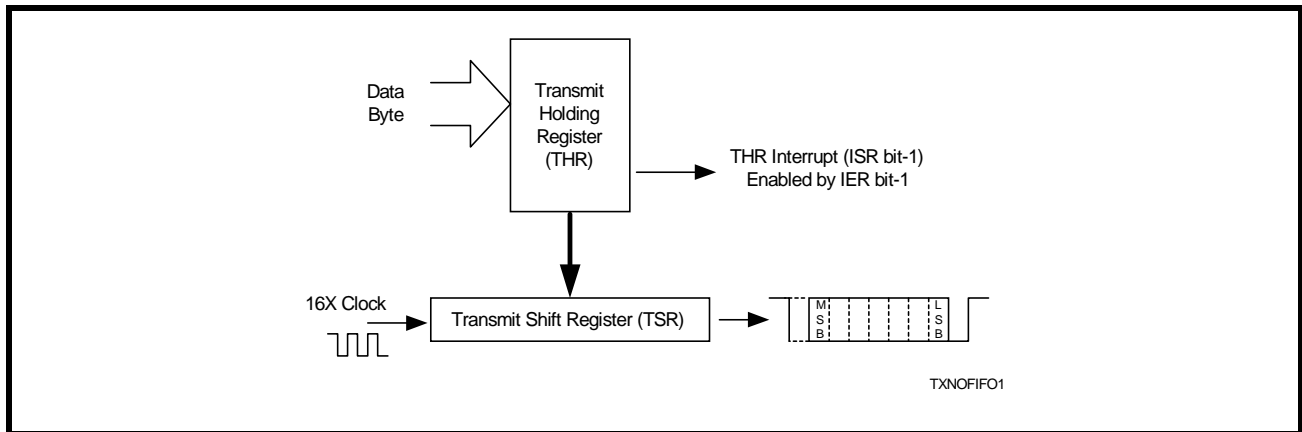 Data
Byte
Transmit
Holding
Register
(THR)
THR Interrupt (ISR bit-1)
Enabled by IER bit-1
16X Clock
Transmit Shift Register (TSR)
M
S
B
L
S
B
TXNOFIFO1